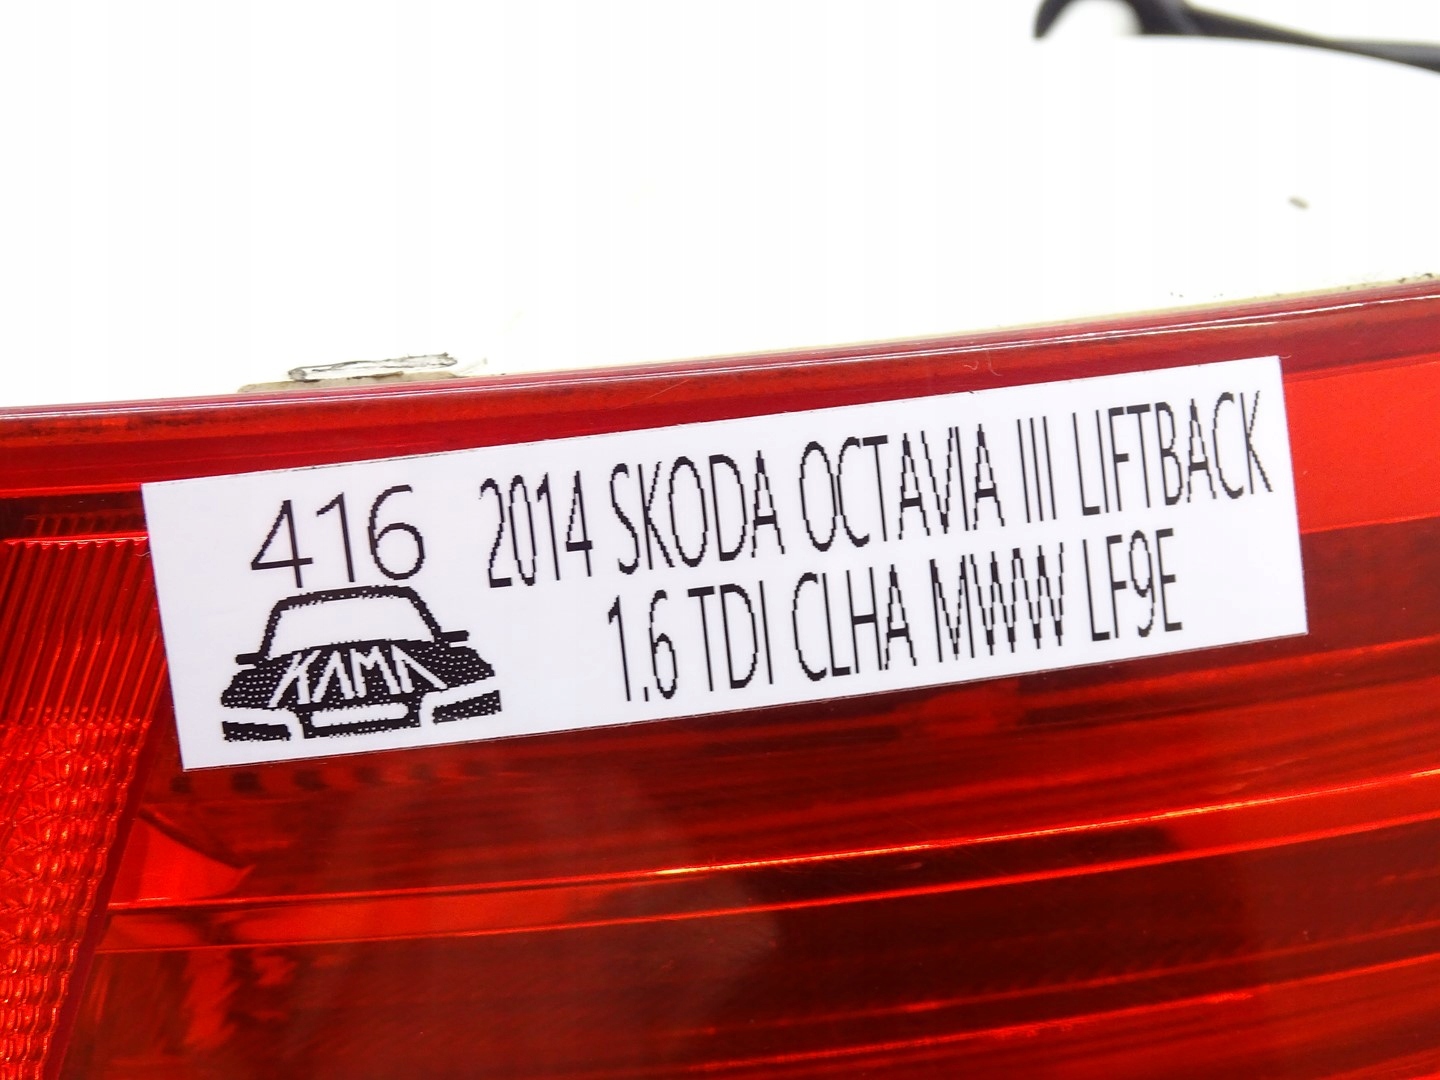 416
2014 SKODA OCTAVIA III LIFTBACK
1.6 TDI CLHA MWW LF9E
KAMA